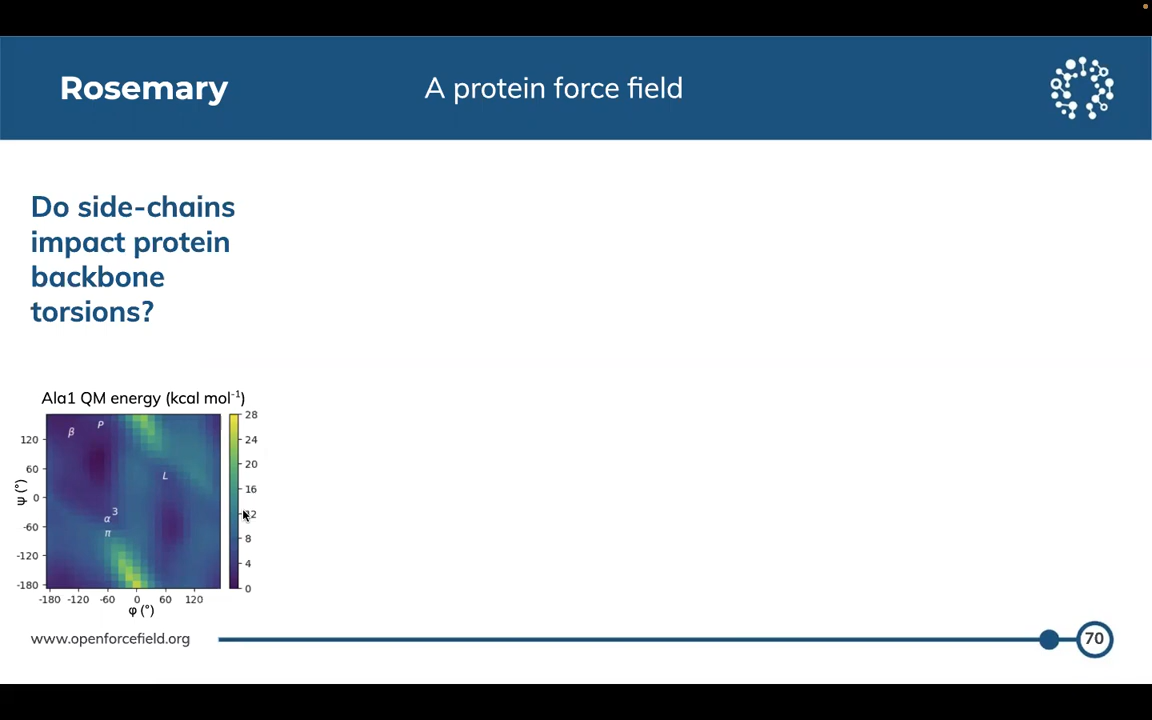 Rosemary
A protein force field
Do side-chains
impact protein
backbone
torsions?
Ala1 QM energy (kcal mol⁻¹)
28
24
20
16
12
8
4
0
120
60
0
-60
-120
-180
ψ (°)
β
P
L
3
α
π
-180 -120 -60 0 60 120
φ (°)
www.openforcefield.org
70